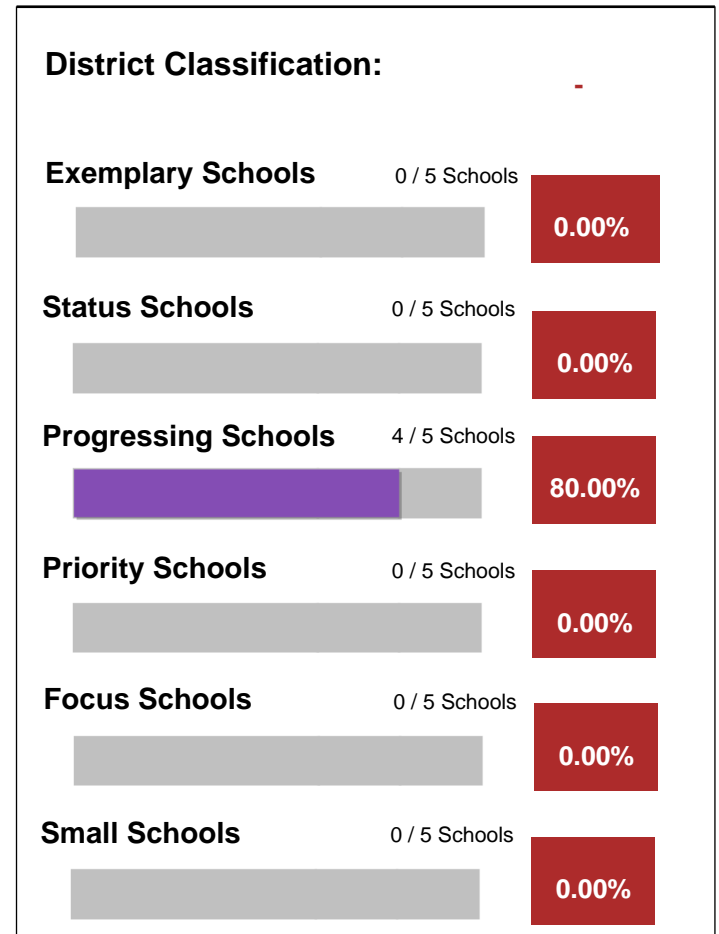 District Classification: -
Exemplary Schools 0 / 5 Schools
0.00%
Status Schools 0 / 5 Schools
0.00%
Progressing Schools 4 / 5 Schools
80.00%
Priority Schools 0 / 5 Schools
0.00%
Focus Schools 0 / 5 Schools
0.00%
Small Schools 0 / 5 Schools
0.00%